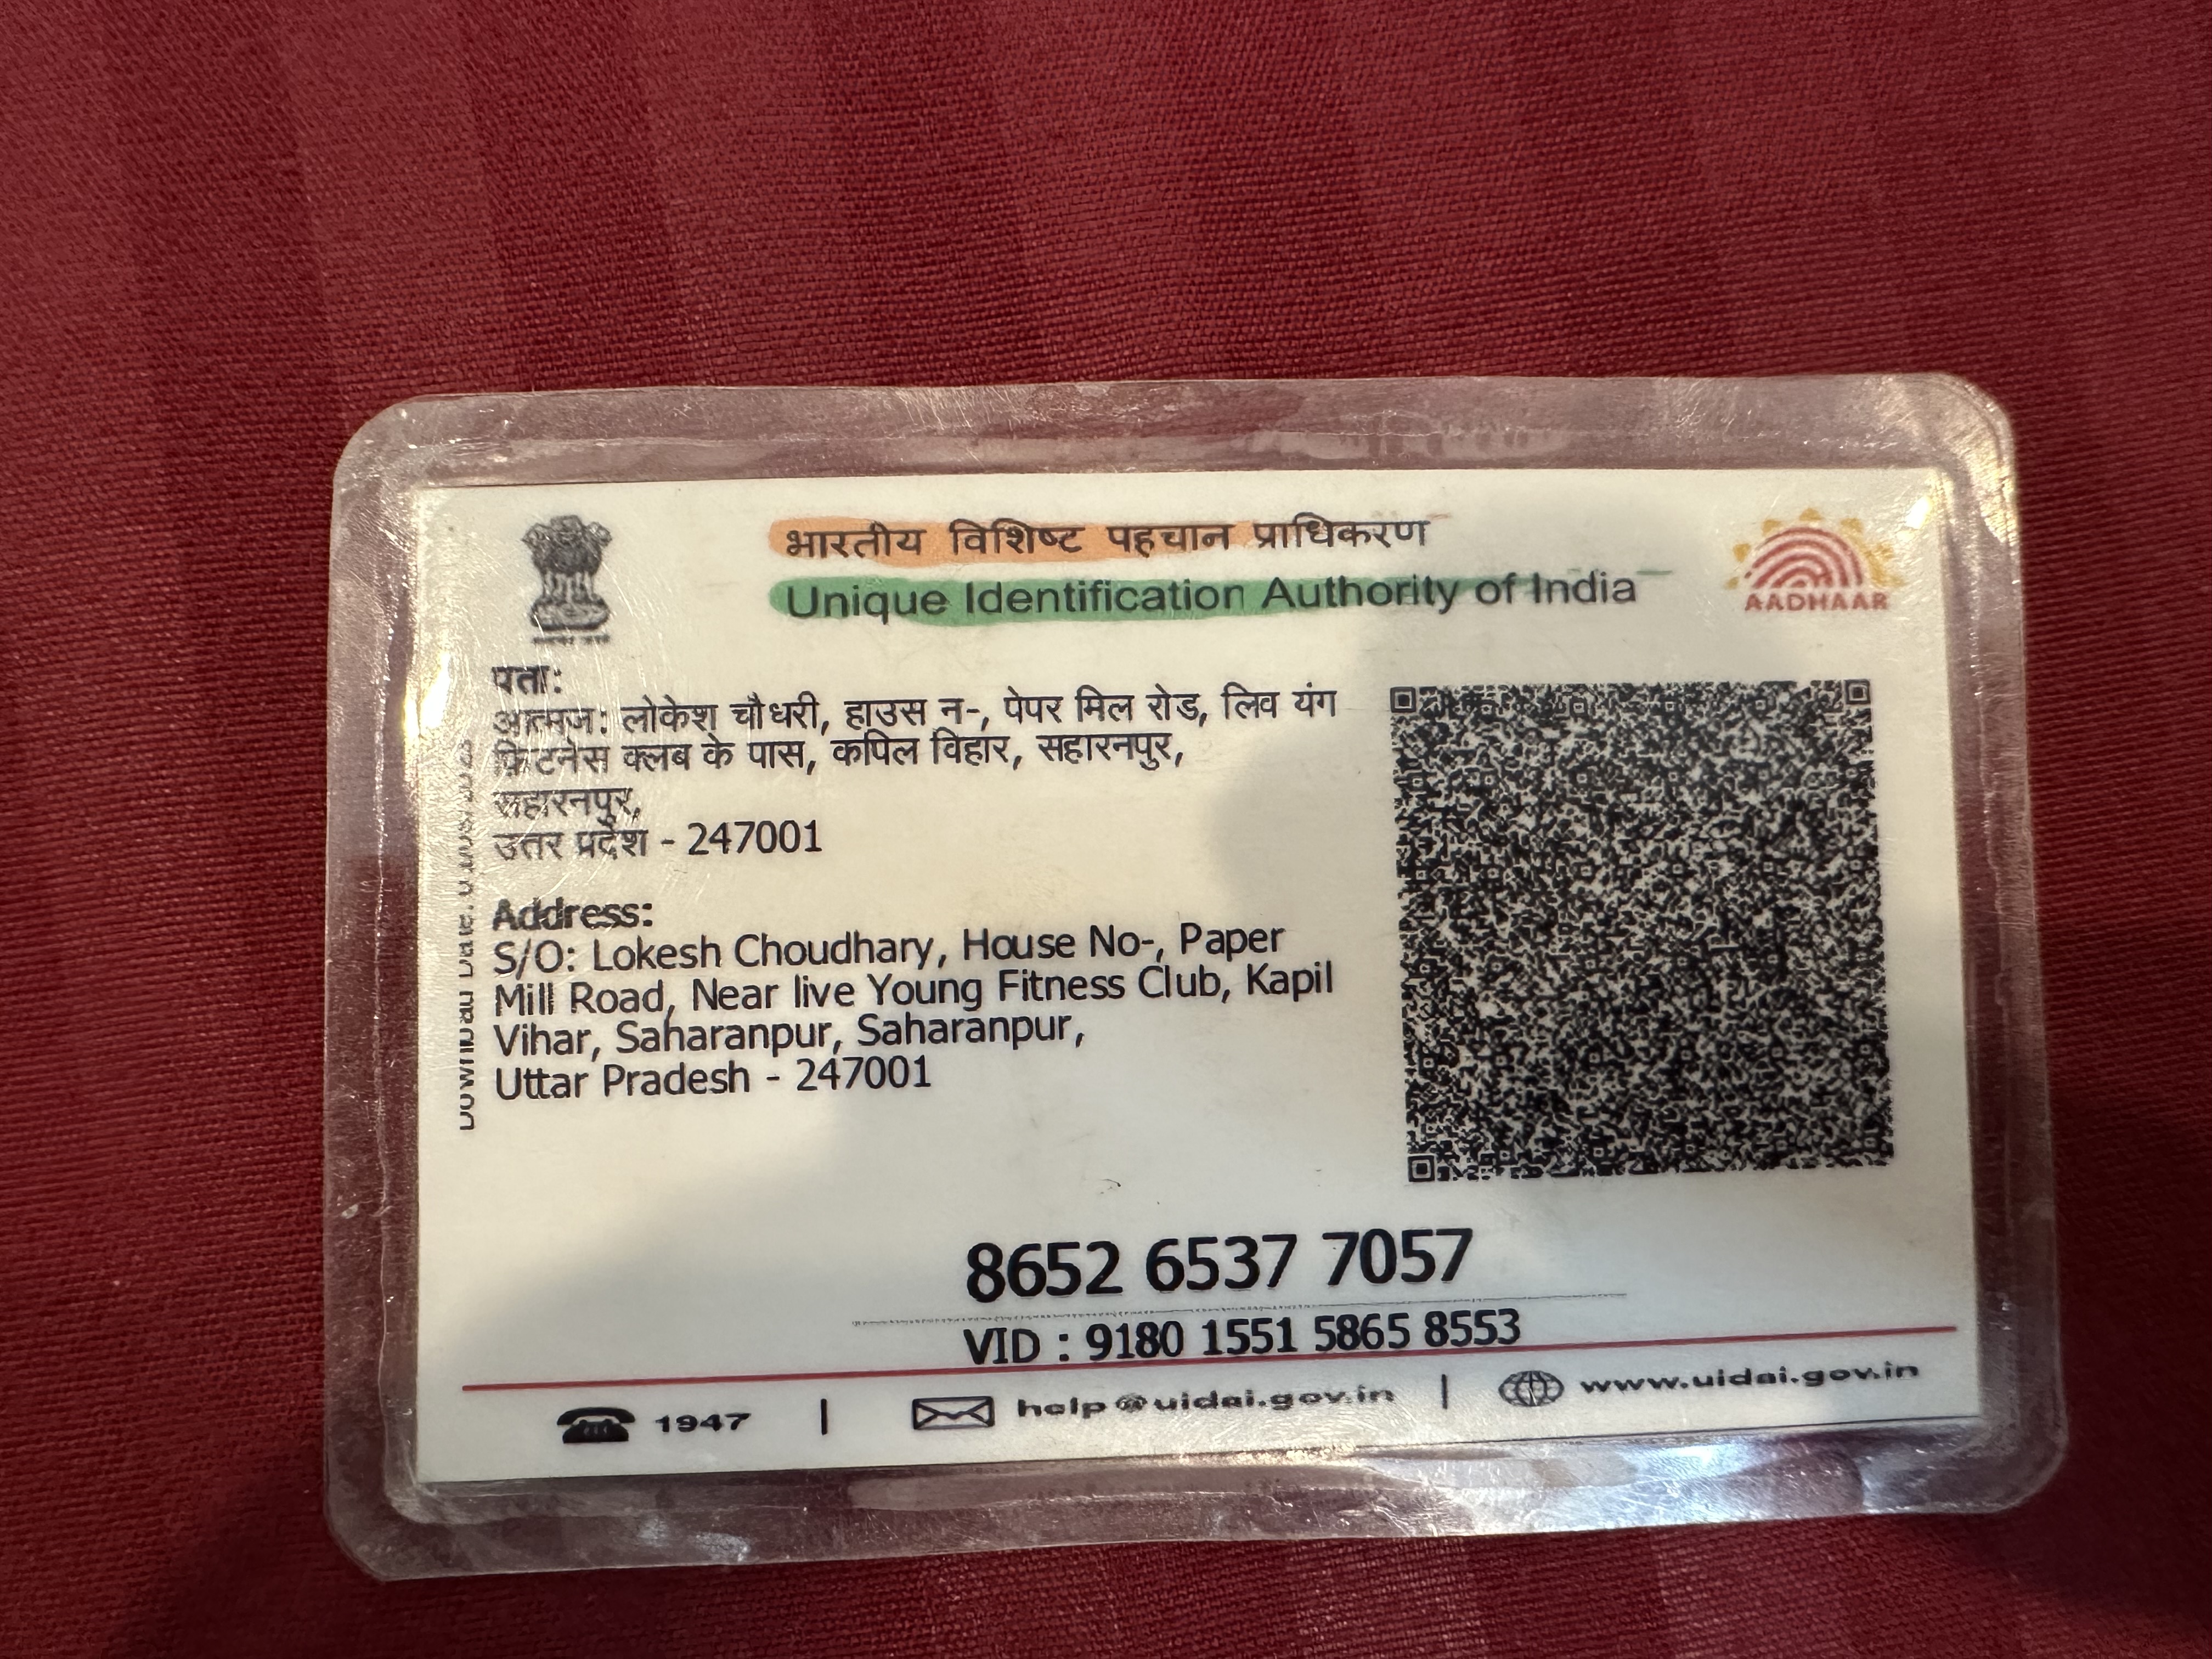 भारतीय विशिष्ट पहचान प्राधिकरण
Unique Identification Authority of India
AADHAAR
पता:
आत्मज: लोकेश चौधरी, हाउस न-, पेपर मिल रोड, लिव यंग
फ़िटनेस क्लब के पास, कपिल विहार, सहारनपुर,
सहारनपुर,
उत्तर प्रदेश - 247001
Address:
S/O: Lokesh Choudhary, House No-, Paper
Mill Road, Near live Young Fitness Club, Kapil
Vihar, Saharanpur, Saharanpur,
Uttar Pradesh - 247001
8652 6537 7057
VID : 9180 1551 5865 8553
1947 | help@uidai.gov.in | www.uidai.gov.in